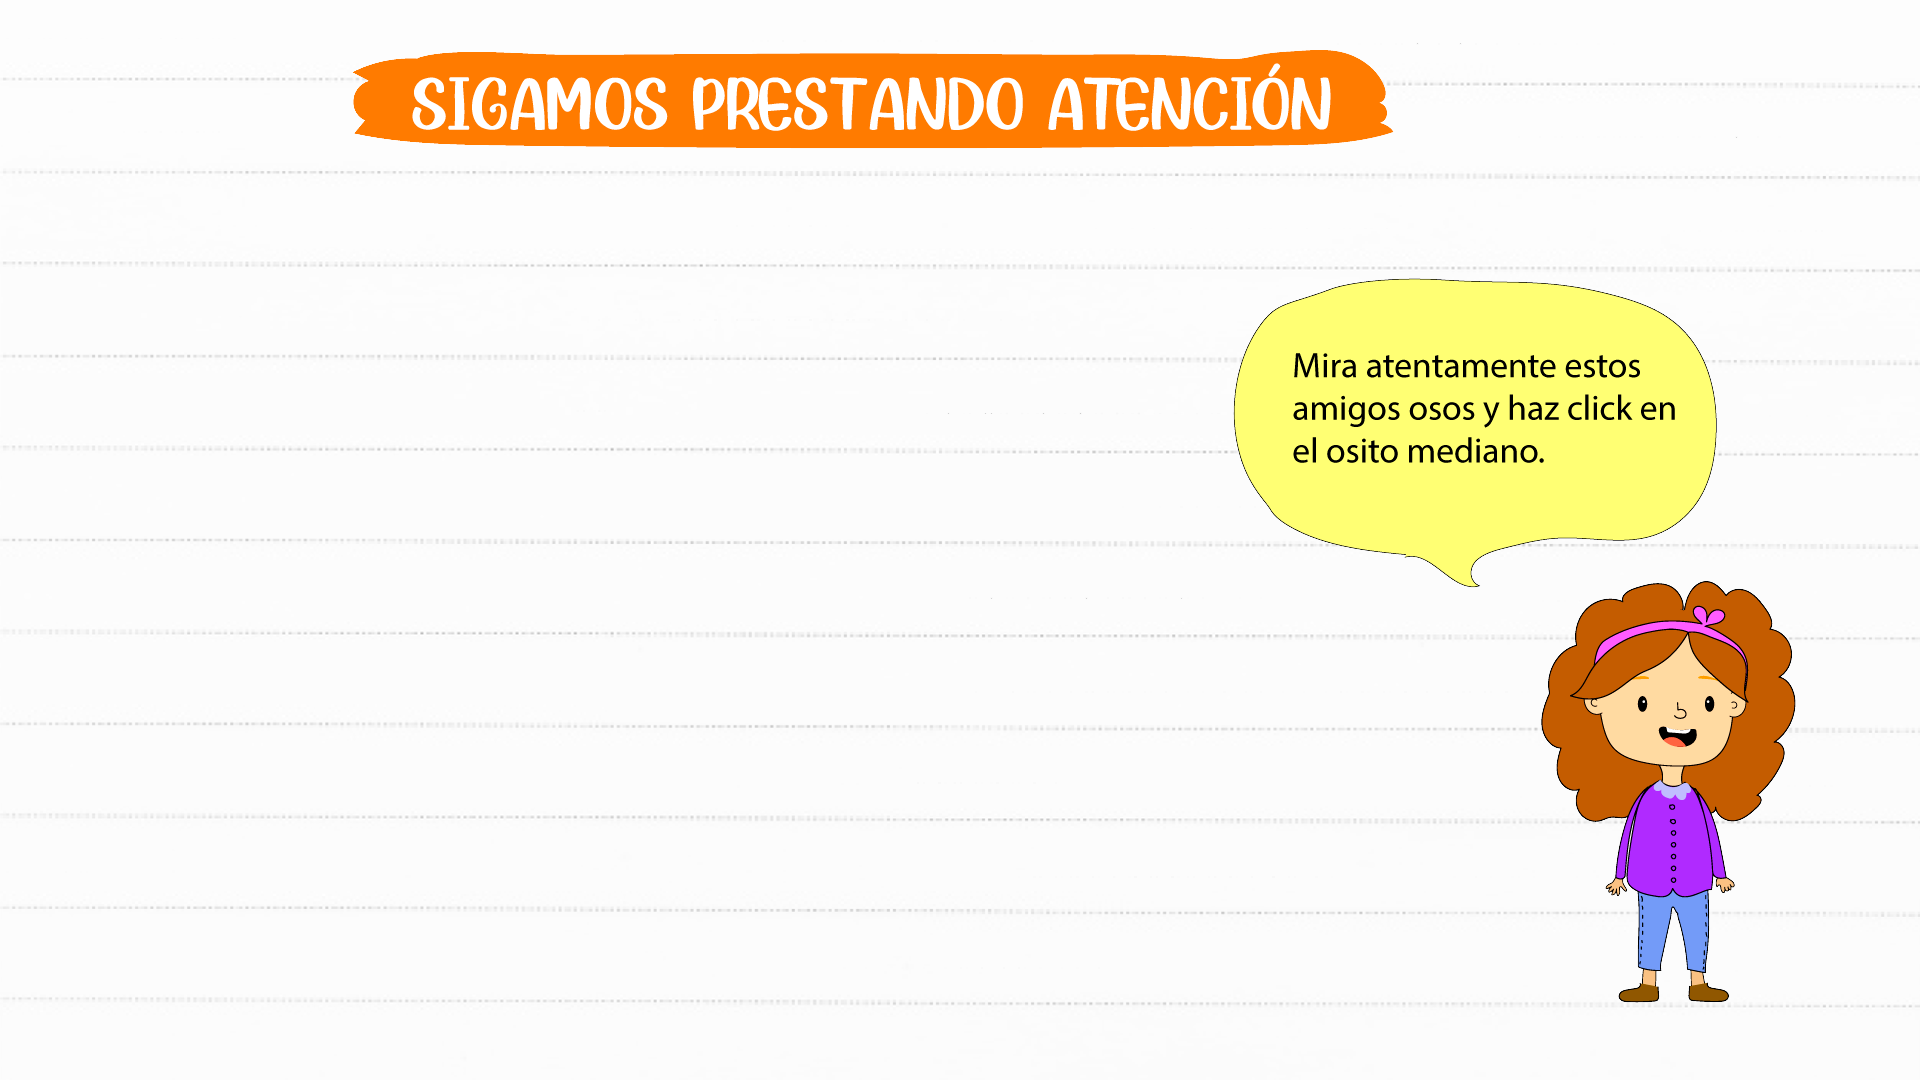 SIGAMOS PRESTANDO ATENCIÓN
Mira atentamente estos
amigos osos y haz click en
el osito mediano.